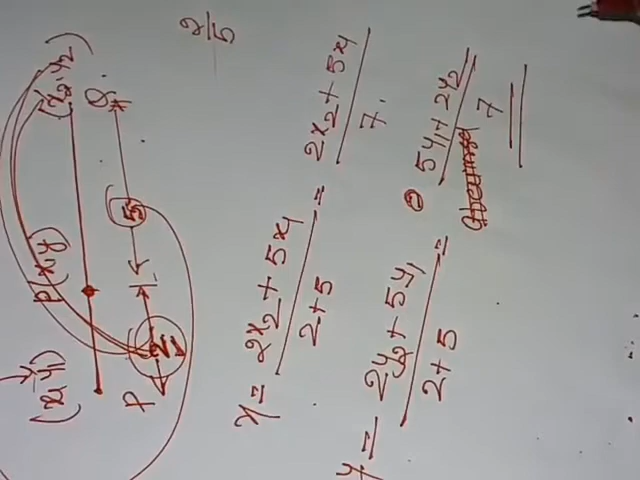 (x₁, y₁) P(x, y) (x₂, y₂)
P 2 5 Q
2/5
x = (2x₂ + 5x₁)/(2+5) = (2x₂ + 5x₁)/7.
y = (2y₂ + 5y₁)/(2+5) = (5y₁ + 2y₂)/7